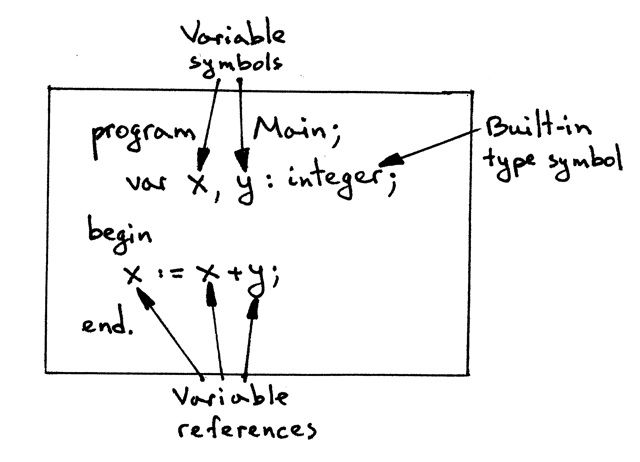 Variable
symbols
program Main;
var x, y : integer;
Built-in
type symbol
begin
x := x + y;
end.
Variable
references